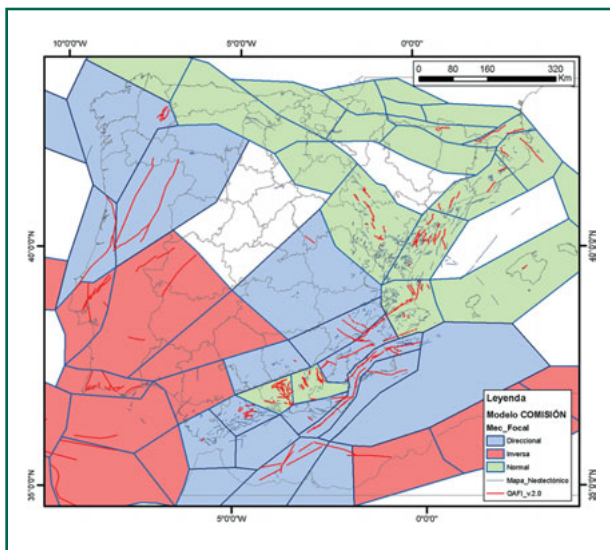 10°0'0"W 5°0'0"W 0°0'0"
0 80 160 320
Km
40°0'0"N 40°0'0"N
35°0'0"N 35°0'0"N
Leyenda
Modelo COMISIÓN
Mec_Focal
Direccional
Inversa
Normal
Mapa_Neotectónico
QAFI_v.2.0
5°0'0"W 0°0'0"